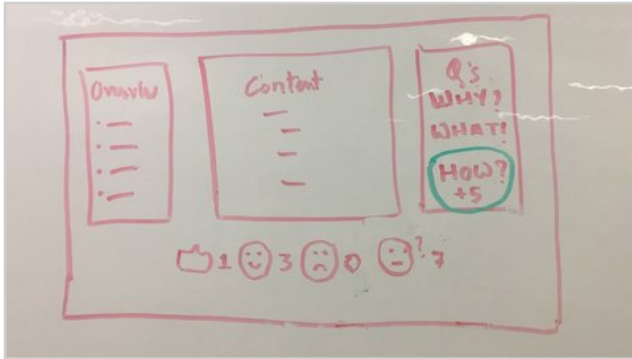 Overview
Content
Q's
WHY?
WHAT?
HOW?
+5
1 3 0 ? 7